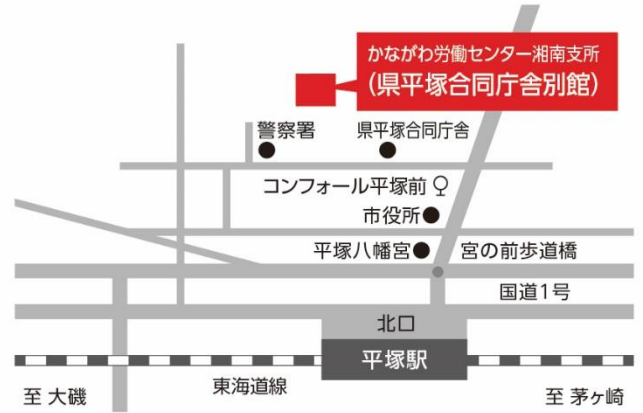 かながわ労働センター湘南支所
(県平塚合同庁舎別館)
警察署
県平塚合同庁舎
コンフォール平塚前
市役所
平塚八幡宮
宮の前歩道橋
国道1号
北口
平塚駅
至 大磯
東海道線
至 茅ヶ崎